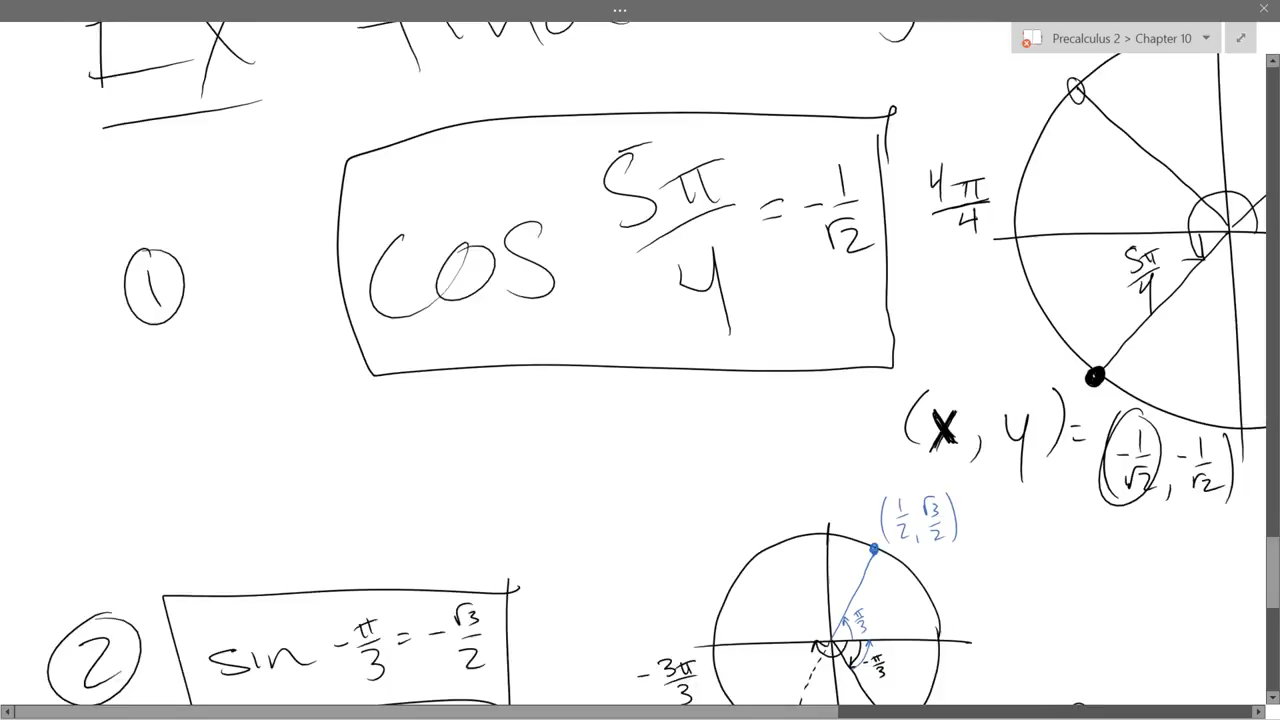 Precalculus 2 > Chapter 10
Ex
① cos 5π/4 = -1/√2
4π/4
5π/4
(x, y) = (-1/√2, -1/√2)
(1/2, √3/2)
② sin -π/3 = -√3/2
π/3
-π/3
-3π/3